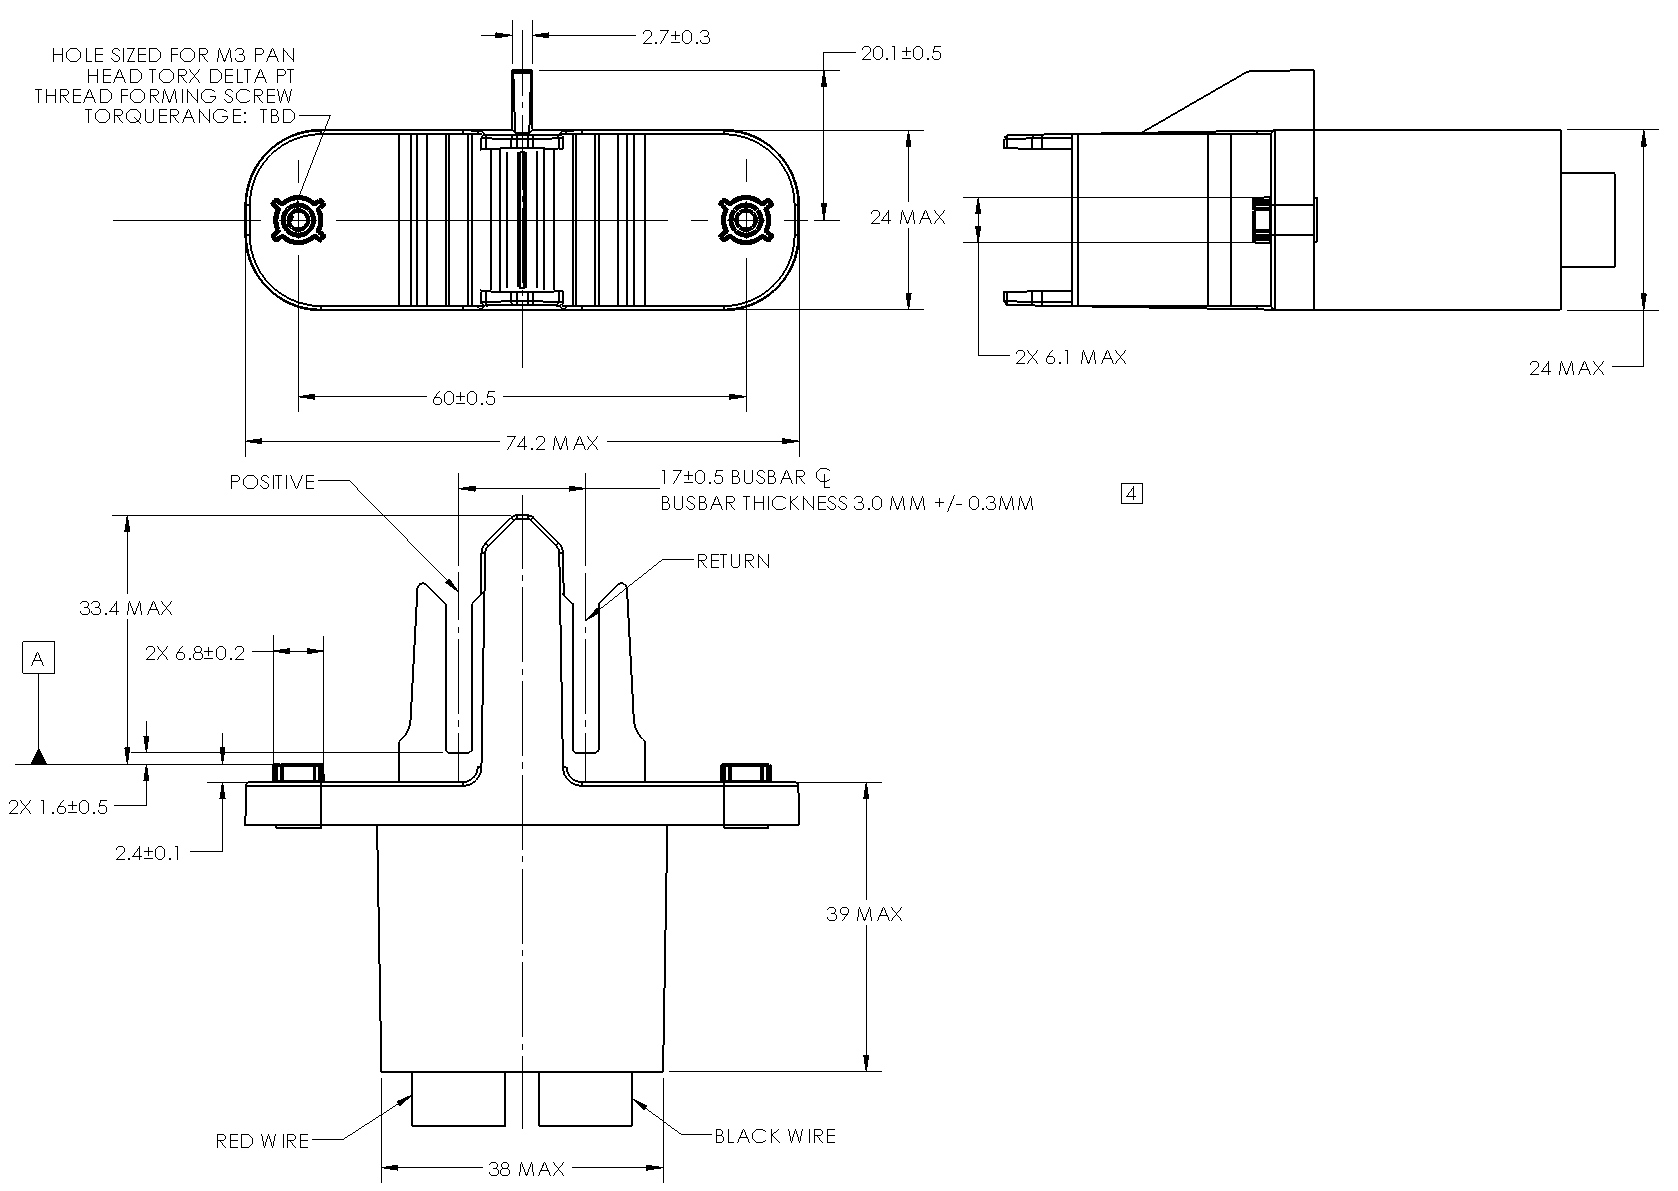 HOLE SIZED FOR M3 PAN
HEAD TORX DELTA PT
THREAD FORMING SCREW
TORQUERANGE: TBD
2.7±0.3
20.1±0.5
24 MAX
60±0.5
74.2 MAX
2X 6.1 MAX
24 MAX
POSITIVE
17±0.5 BUSBAR ℄
BUSBAR THICKNESS 3.0 MM +/- 0.3MM
4
RETURN
33.4 MAX
2X 6.8±0.2
A
2X 1.6±0.5
2.4±0.1
39 MAX
RED WIRE
BLACK WIRE
38 MAX